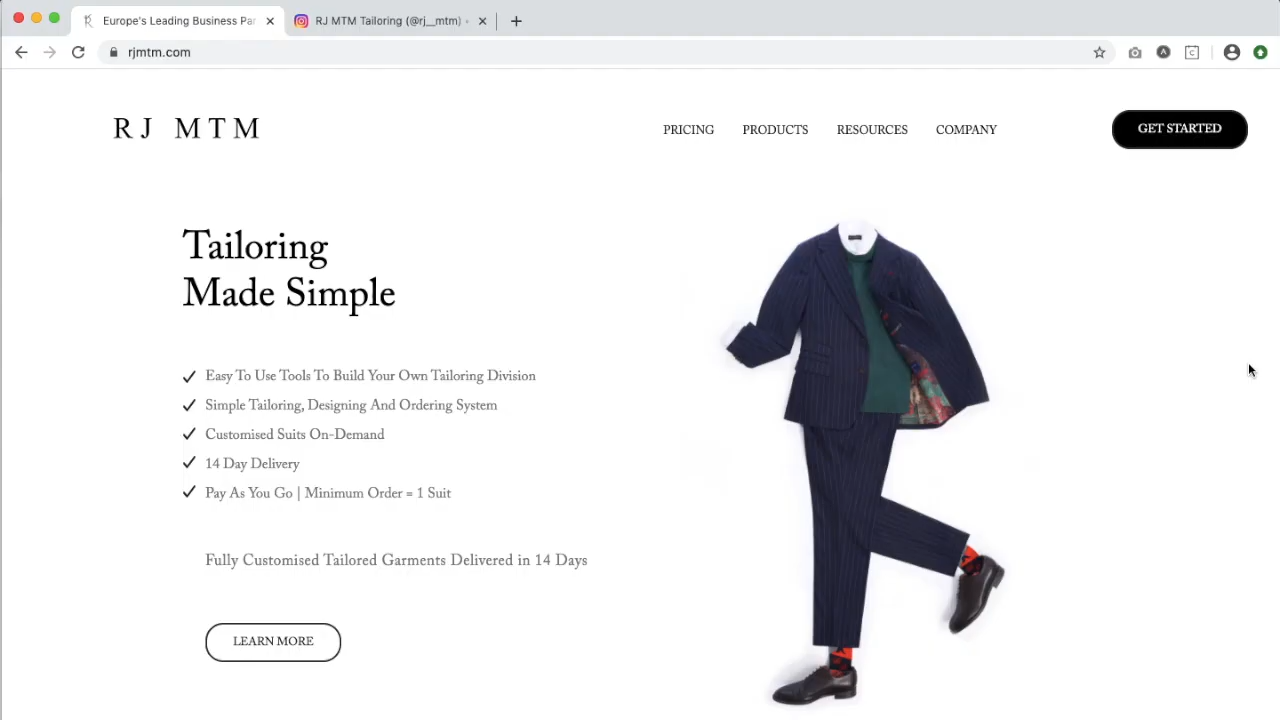 Europe's Leading Business Par
RJ MTM Tailoring (@rj__mtm) •
rjmtm.com
RJ MTM
PRICING
PRODUCTS
RESOURCES
COMPANY
GET STARTED
Tailoring
Made Simple
Easy To Use Tools To Build Your Own Tailoring Division
Simple Tailoring, Designing And Ordering System
Customised Suits On-Demand
14 Day Delivery
Pay As You Go | Minimum Order = 1 Suit
Fully Customised Tailored Garments Delivered in 14 Days
LEARN MORE